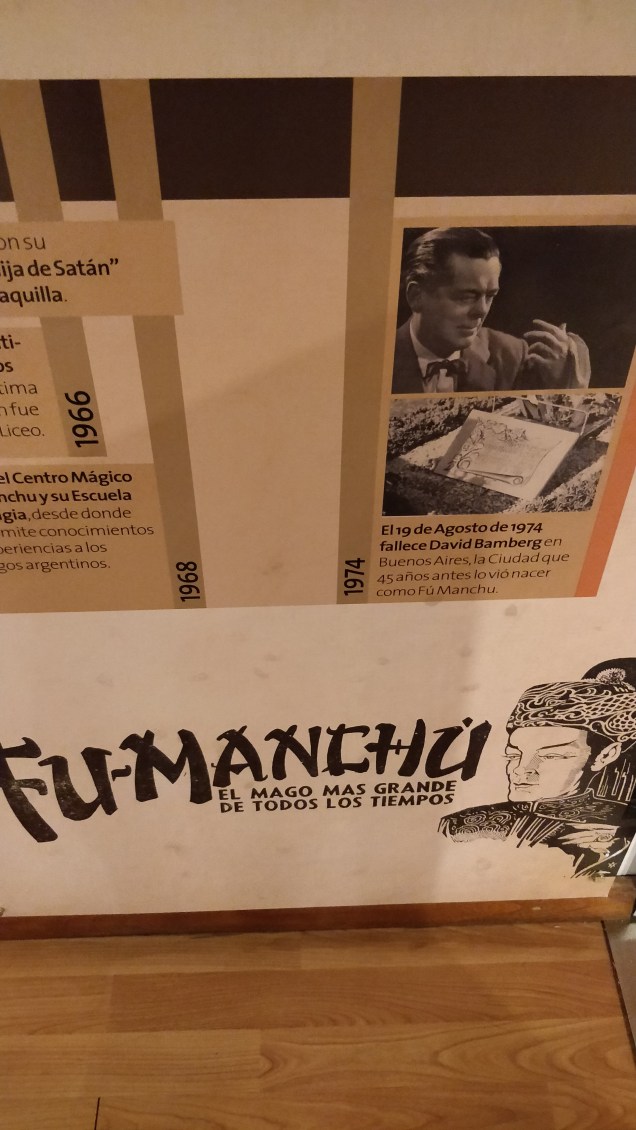 on su
ija de Satán”
aquilla.
ti-
os
tima
n fue
Liceo.
1966
el Centro Mágico
nchu y su Escuela
gia, desde donde
mite conocimientos
periencias a los
gos argentinos.
1968
1974
El 19 de Agosto de 1974
fallece David Bamberg en
Buenos Aires, la Ciudad que
45 años antes lo vió nacer
como Fú Manchu.
FU-MANCHÚ
EL MAGO MAS GRANDE
DE TODOS LOS TIEMPOS